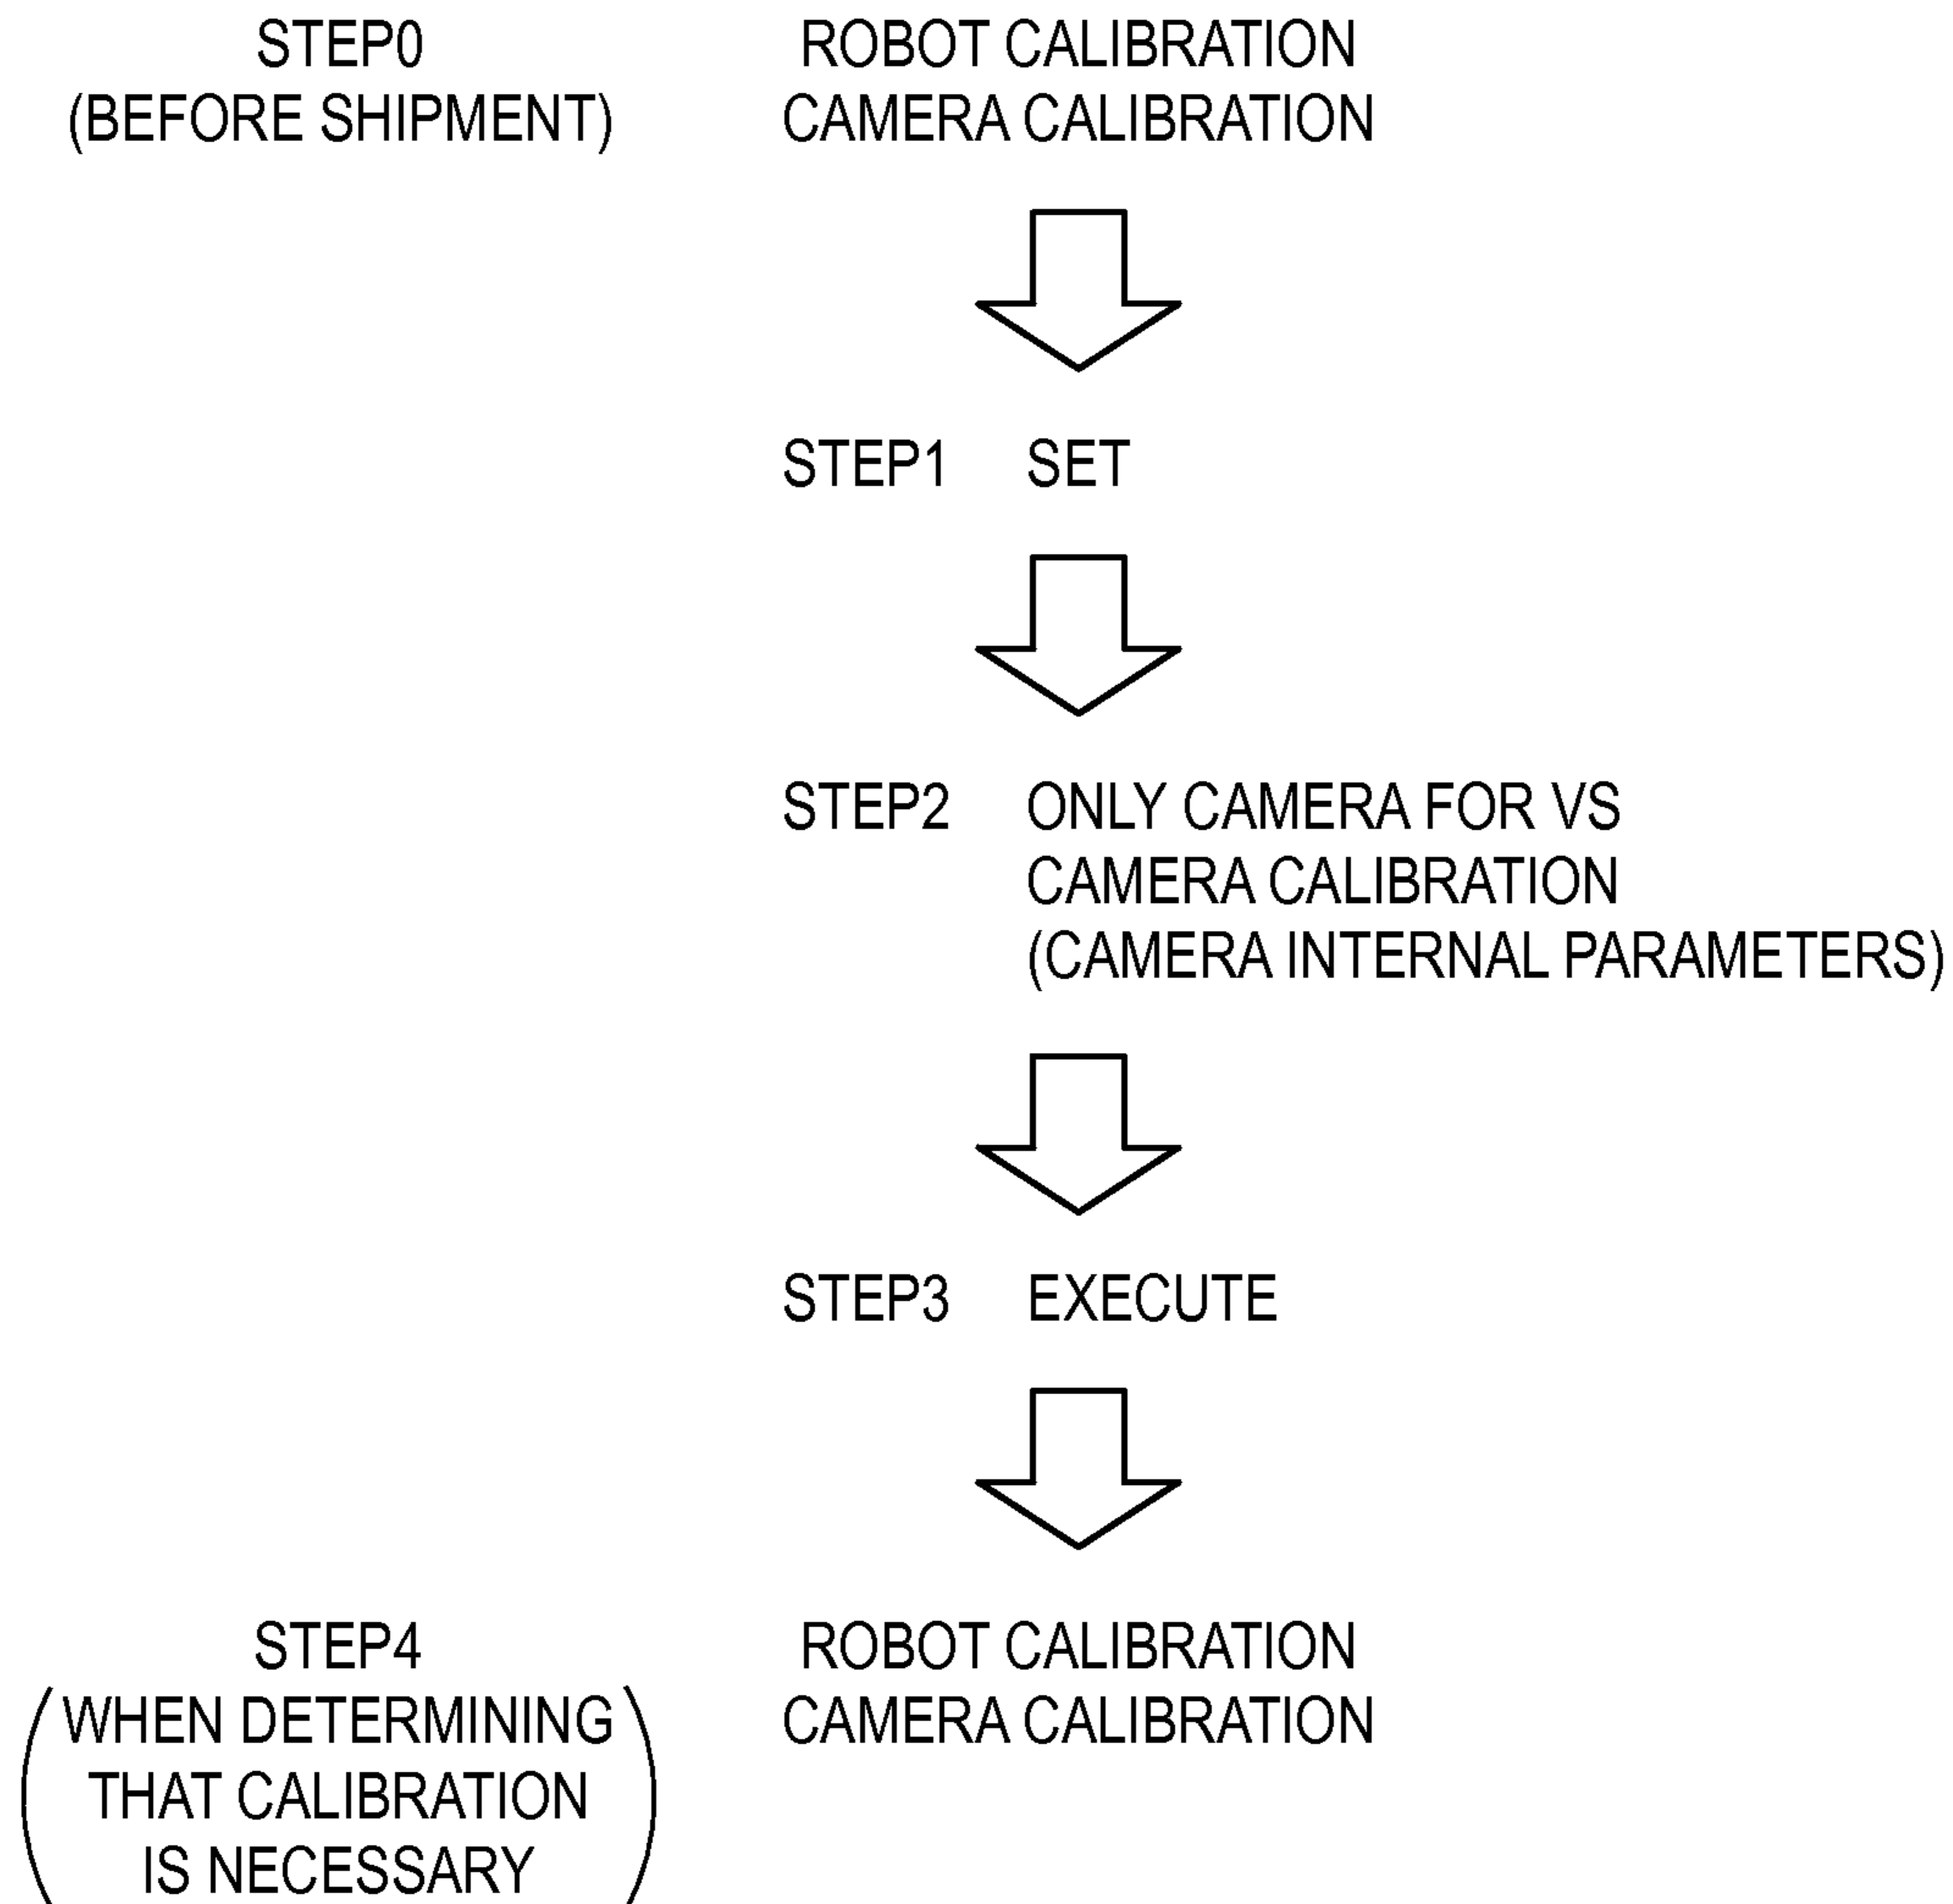 STEP0 ROBOT CALIBRATION
(BEFORE SHIPMENT) CAMERA CALIBRATION
STEP1 SET
STEP2 ONLY CAMERA FOR VS
CAMERA CALIBRATION
(CAMERA INTERNAL PARAMETERS)
STEP3 EXECUTE
STEP4 ROBOT CALIBRATION
(WHEN DETERMINING CAMERA CALIBRATION
THAT CALIBRATION
IS NECESSARY)